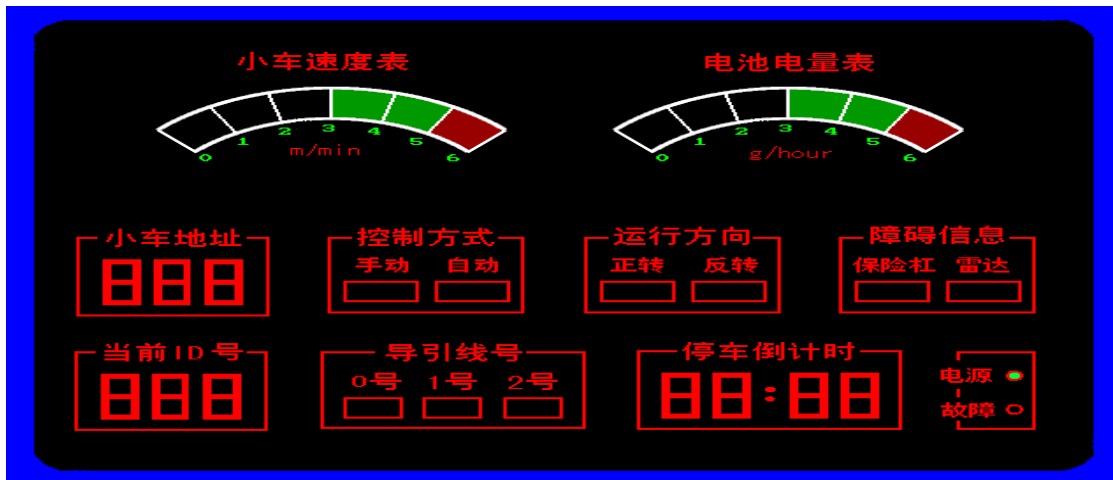 小车速度表 电池电量表
0 1 2 3 4 5 6 0 1 2 3 4 5 6
m/min g/hour
小车地址 控制方式 运行方向 障碍信息
手动 自动 正转 反转 保险杠 雷达
888
当前ID号 导引线号 停车倒计时
0号 1号 2号 电源
888 88:88 故障